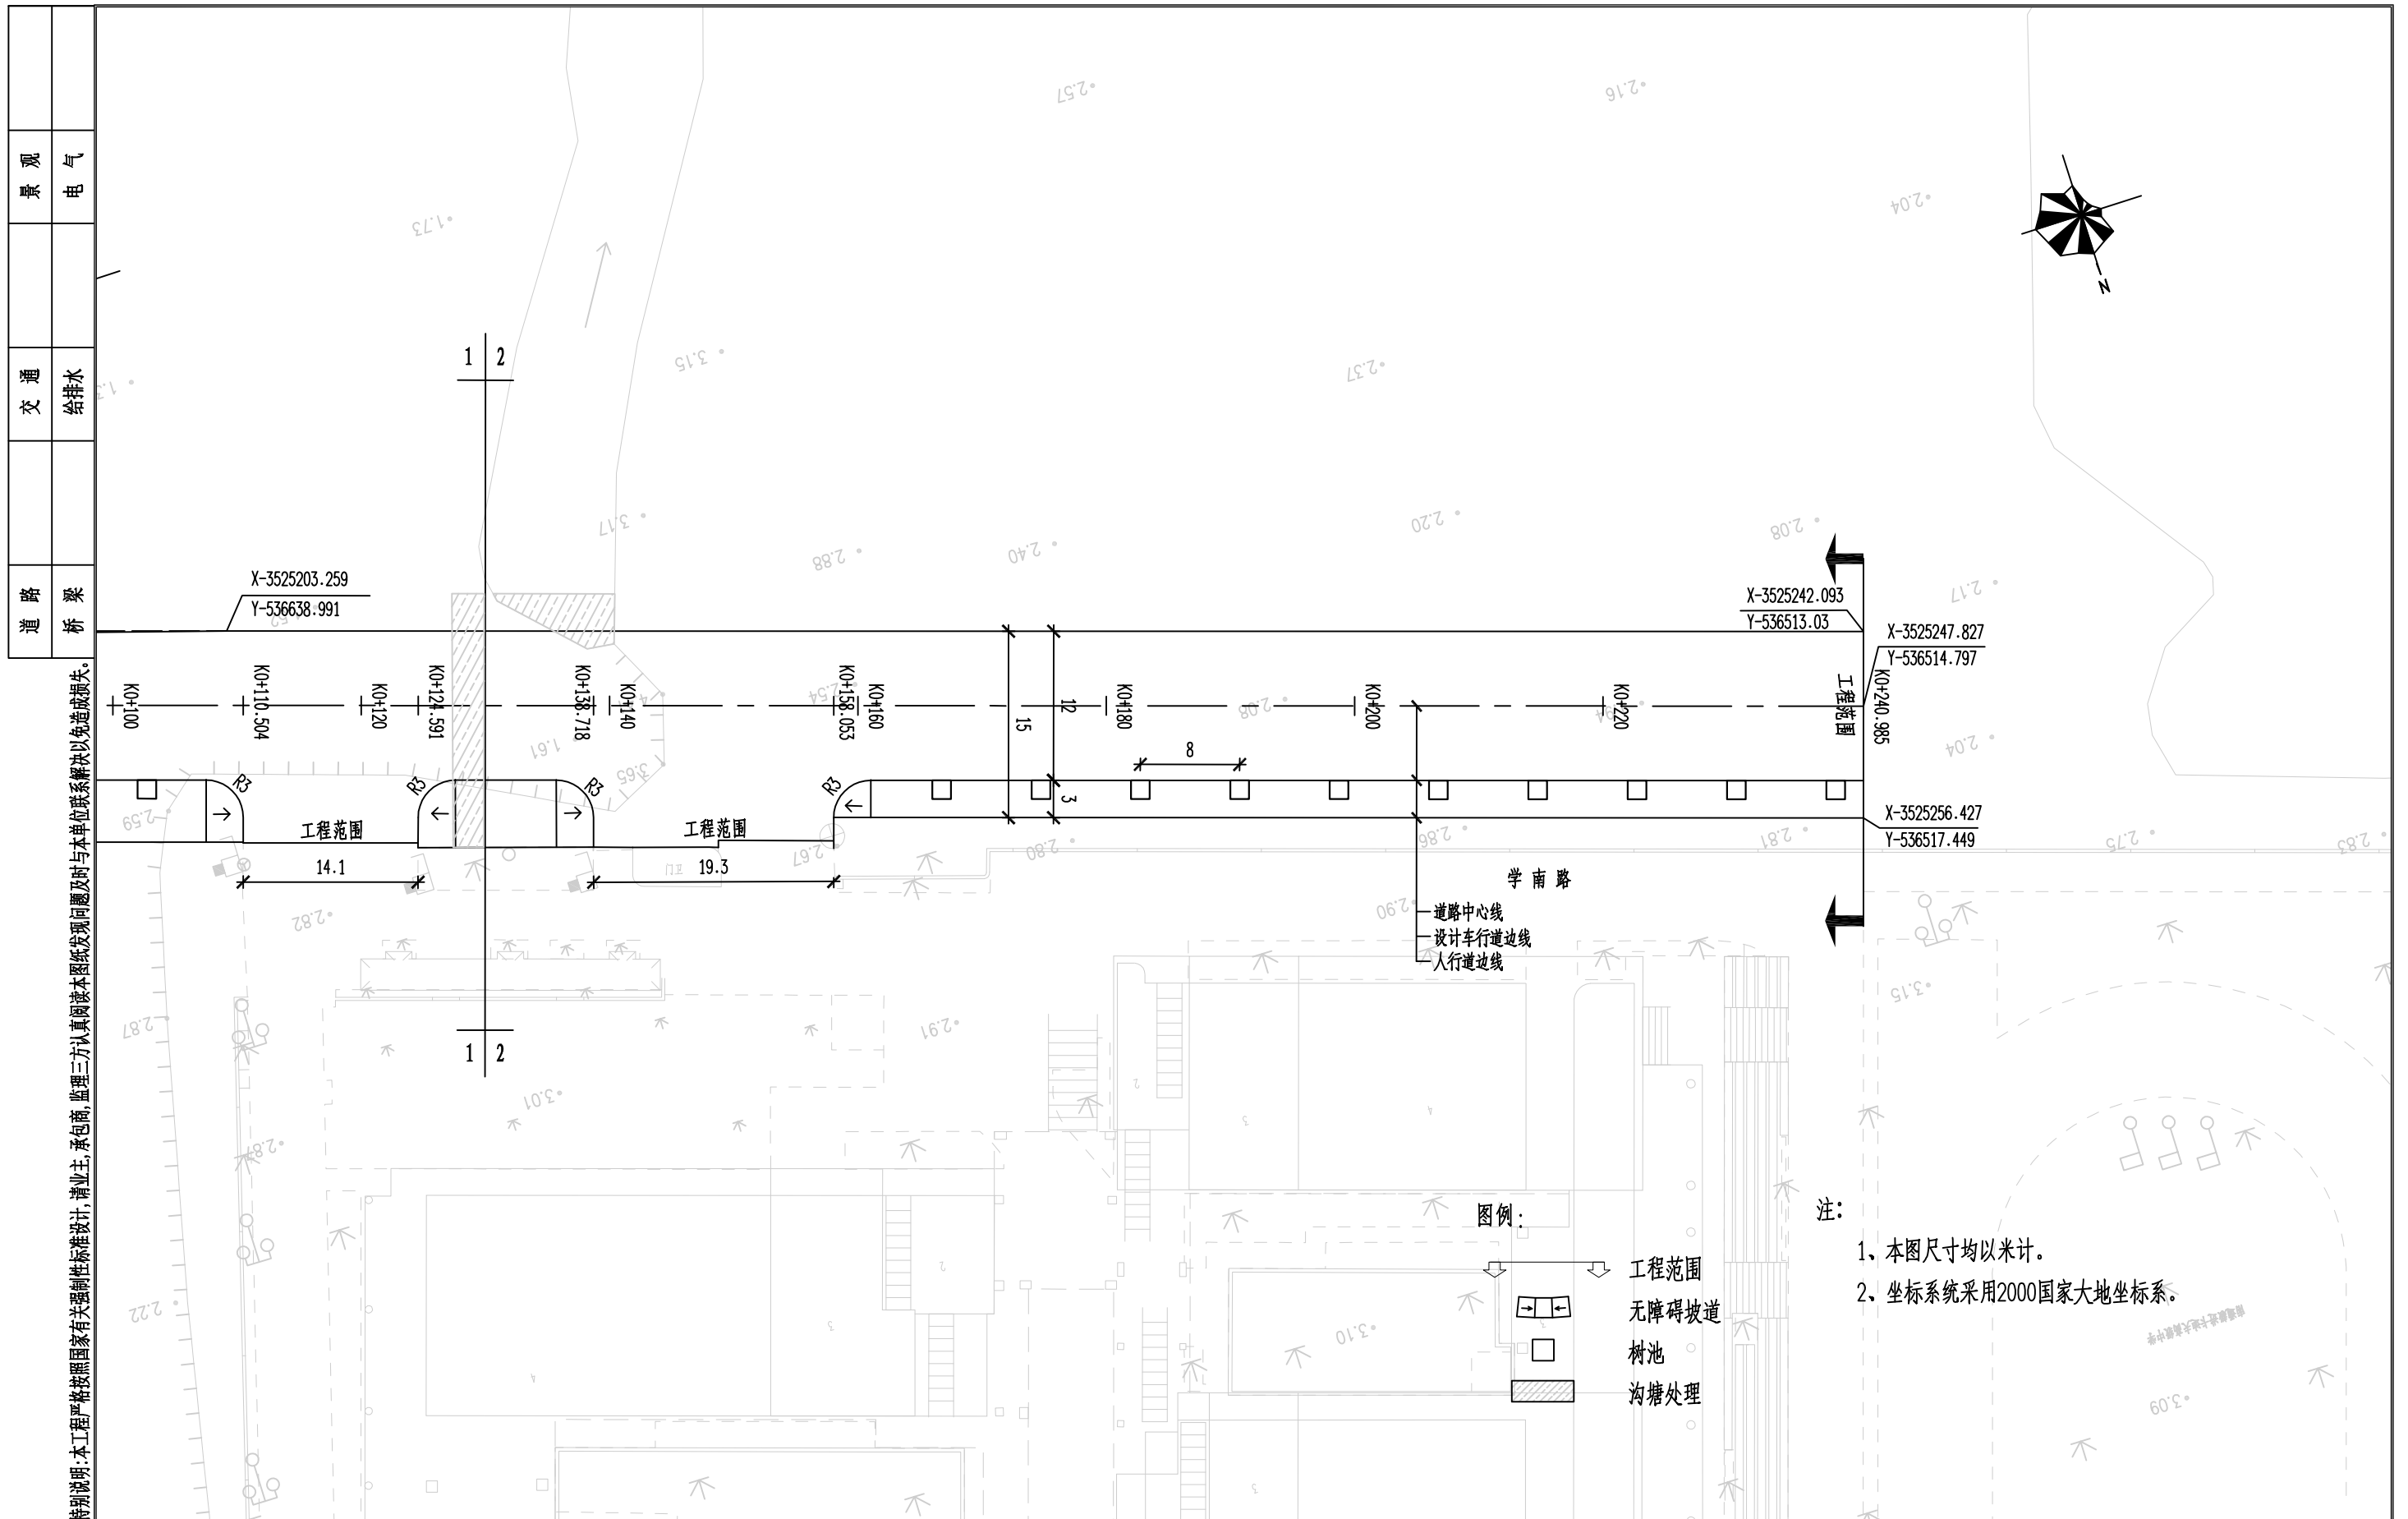 景 观
电 气
交 通
给排水
道 路
桥 梁
特别说明:本工程严格按照国家有关强制性标准设计,请业主,承包商,监理三方认真阅读本图纸发现问题及时与本单位联系解决以免造成损失。
2.57
2.16
1.73
2.04
N
1 2
3.15
2.37
3.17
2.88
2.40
2.20
2.08
2.17
X-3525203.259
Y-536638.991
X-3525242.093
Y-536513.03
X-3525247.827
Y-536514.797
K0+100
K0+110.504
K0+120
K0+124.591
K0+138.718
K0+140
K0+158.053
K0+160
K0+180
K0+200
K0+220
工程范围
K0+240.985
2.54
2.08
15
12
8
3
1.61
3.65
2.04
R3
R3
R3
R3
2.59
工程范围
工程范围
X-3525256.427
Y-536517.449
14.1
19.3
门卫
2.67
2.80
2.86
2.81
2.75
2.83
学 南 路
2.82
2.90
道路中心线
设计车行道边线
人行道边线
2.87
2.91
3.15
1 2
3.01
图例:
工程范围
无障碍坡道
树池
沟塘处理
注:
1、本图尺寸均以米计。
2、坐标系统采用2000国家大地坐标系。
2.22
3.10
3.09